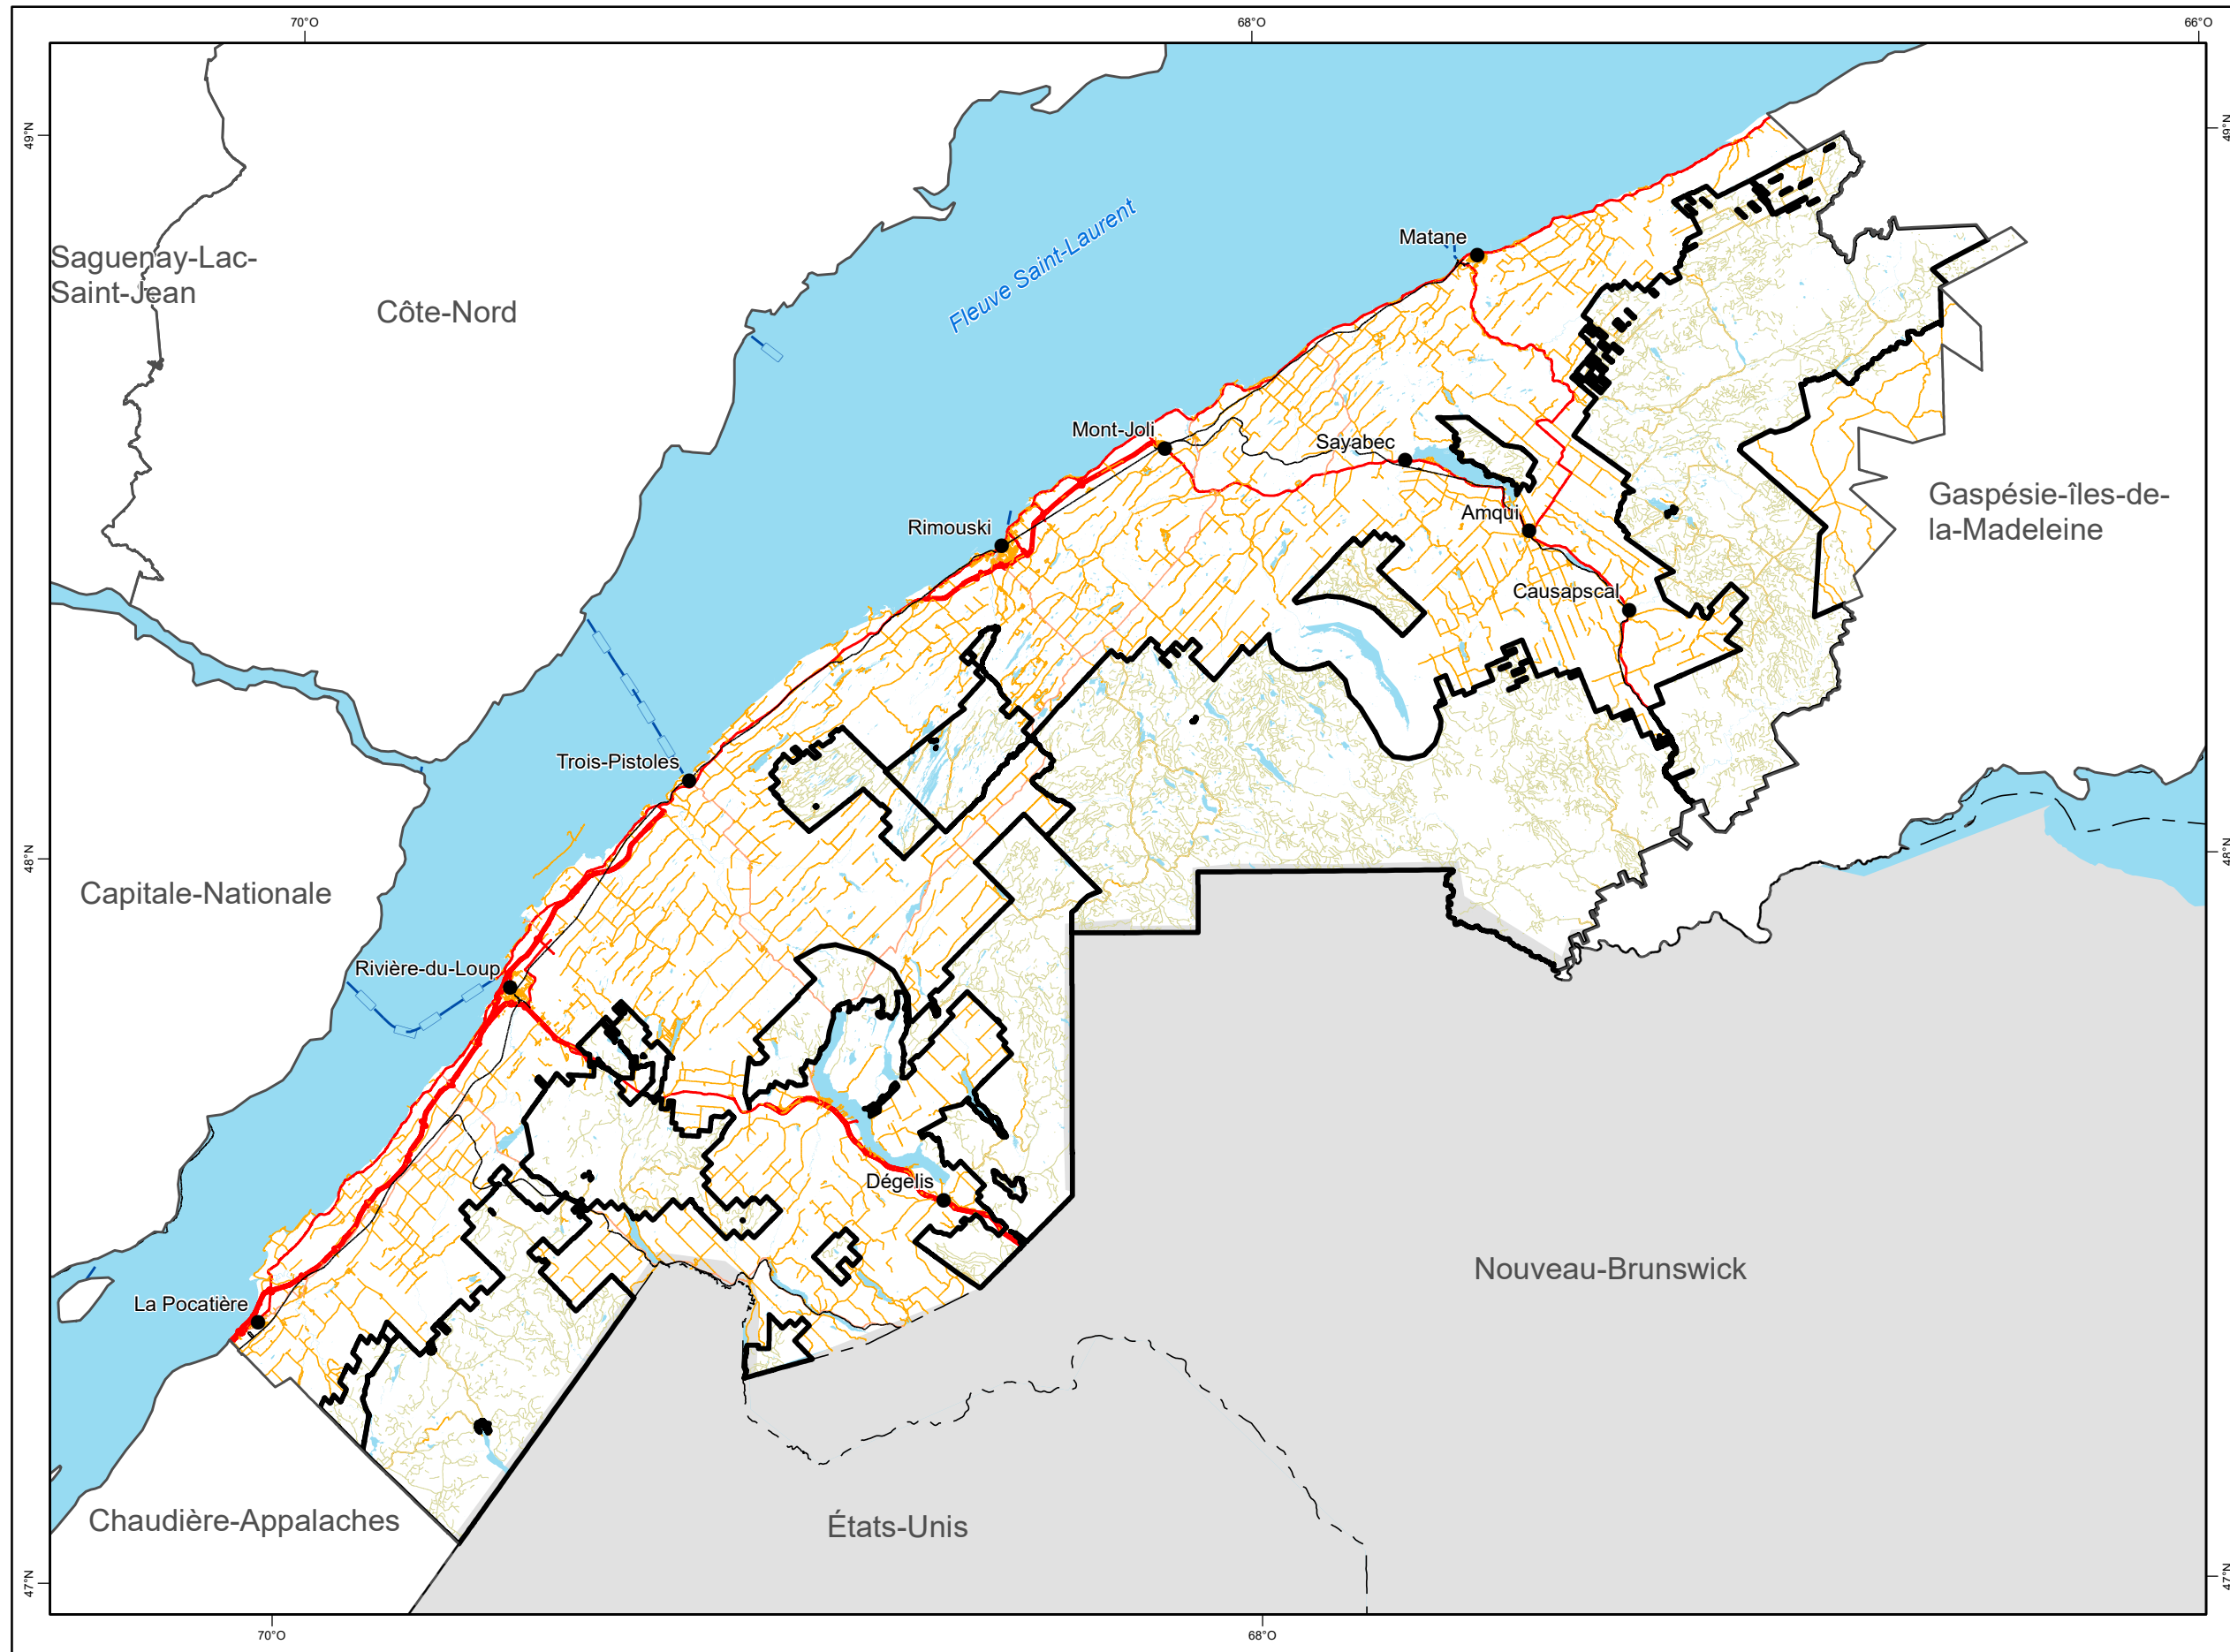 70°O
68°O
66°O
49°N
49°N
Saguenay-Lac-
Saint-Jean
Côte-Nord
Fleuve Saint-Laurent
Matane
Mont-Joli
Sayabec
Amqui
Gaspésie-îles-de-
la-Madeleine
Rimouski
Causapscal
Trois-Pistoles
48°N
48°N
Capitale-Nationale
Rivière-du-Loup
Dégelis
Nouveau-Brunswick
La Pocatière
Chaudière-Appalaches
États-Unis
47°N
47°N
70°O
68°O